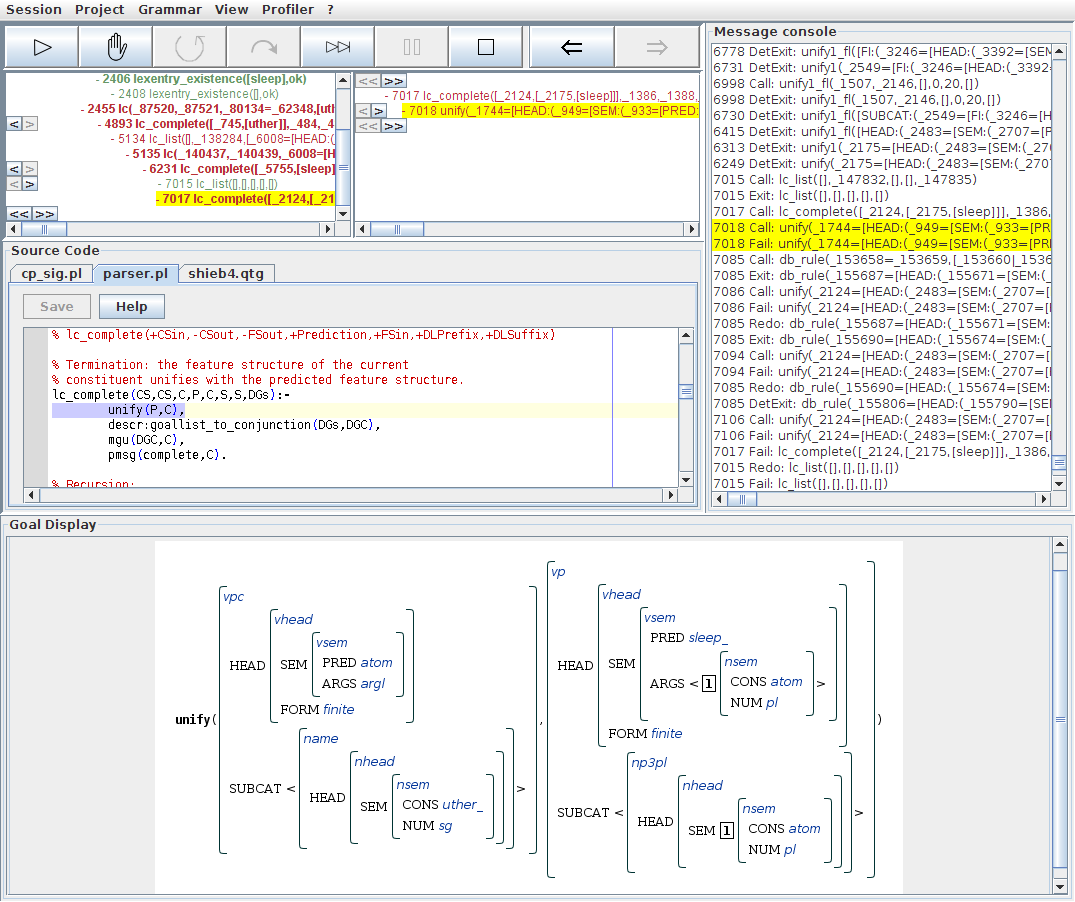 Session Project Grammar View Profiler ?
<< >>
- 2406 lexentry_existence([sleep],ok)
- 2408 lexentry_existence([],ok)
- 2455 lc(_87520,_87521,_80134=_62348,[uth
- 4893 lc_complete([_745,[uther]],_484,_4
< >
- 5134 lc_list([],_138284,[_6008=[H
- 5135 lc(_140437,_140439,_6008=[H
- 6231 lc_complete([_5755,[sleep]
< >
- 7015 lc_list([],[],[],[],[])
< >
- 7017 lc_complete([_2124,[_21
<< >>
- 7017 lc_complete([_2124,[_2175,[sleep]]],_1386,_1388,
< >
- 7018 unify(_1744=[HEAD:(_949=[SEM:(_933=[PRED:
<< >>
Message console
6778 DetExit: unify1_fl([FI:(_3246=[HEAD:(_3392=[SEM
6731 DetExit: unify1(_2549=[FI:(_3246=[HEAD:(_3392=
6998 Call: unify1_fl(_1507,_2146,[],0,20,[])
6998 DetExit: unify1_fl(_1507,_2146,[],0,20,[])
6730 DetExit: unify1_fl([SUBCAT:(_2549=[FI:(_3246=[H
6415 DetExit: unify1_fl([HEAD:(_2483=[SEM:(_2707=[P
6313 DetExit: unify1(_2175=[HEAD:(_2483=[SEM:(_27
6249 DetExit: unify(_2175=[HEAD:(_2483=[SEM:(_270
7015 Call: lc_list([],_147832,[],[],_147835)
7015 Exit: lc_list([],[],[],[],[])
7017 Call: lc_complete([_2124,[_2175,[sleep]]],_1386,
7018 Call: unify(_1744=[HEAD:(_949=[SEM:(_933=[PR
7018 Fail: unify(_1744=[HEAD:(_949=[SEM:(_933=[PRI
7085 Call: db_rule(_153658=_153659,[_153660|_1536
7085 Exit: db_rule(_155687=[HEAD:(_155671=[SEM:(_
7086 Call: unify(_2124=[HEAD:(_2483=[SEM:(_2707=[
7086 Fail: unify(_2124=[HEAD:(_2483=[SEM:(_2707=[I
7085 Redo: db_rule(_155687=[HEAD:(_155671=[SEM:
7085 Exit: db_rule(_155690=[HEAD:(_155674=[SEM:(_
7094 Call: unify(_2124=[HEAD:(_2483=[SEM:(_2707=[
7094 Fail: unify(_2124=[HEAD:(_2483=[SEM:(_2707=[I
7085 Redo: db_rule(_155690=[HEAD:(_155674=[SEM:
7085 DetExit: db_rule(_155806=[HEAD:(_155790=[SE
7106 Call: unify(_2124=[HEAD:(_2483=[SEM:(_2707=[
7106 Fail: unify(_2124=[HEAD:(_2483=[SEM:(_2707=[I
7017 Fail: lc_complete([_2124,[_2175,[sleep]]],_1386,
7015 Redo: lc_list([],[],[],[],[])
7015 Fail: lc_list([],[],[],[],[])
Source Code
cp_sig.pl parser.pl shieb4.qtg
Save Help
% lc_complete(+CSin,-CSout,-FSout,+Prediction,+FSin,+DLPrefix,+DLSuffix)
% Termination: the feature structure of the current
% constituent unifies with the predicted feature structure.
lc_complete(CS,CS,C,P,C,S,S,DGs):-
unify(P,C),
descr:goallist_to_conjunction(DGs,DGC),
mgu(DGC,C),
pmsg(complete,C).
% Recursion:
Goal Display
unify(
vpc
HEAD
vhead
SEM
vsem
PRED atom
ARGS argl
FORM finite
SUBCAT <
name
HEAD
nhead
SEM
nsem
CONS uther_
NUM sg
>
,
vp
HEAD
vhead
SEM
vsem
PRED sleep_
ARGS < 1
nsem
CONS atom
NUM pl
>
FORM finite
SUBCAT <
np3pl
HEAD
nhead
SEM 1
nsem
CONS atom
NUM pl
>
)